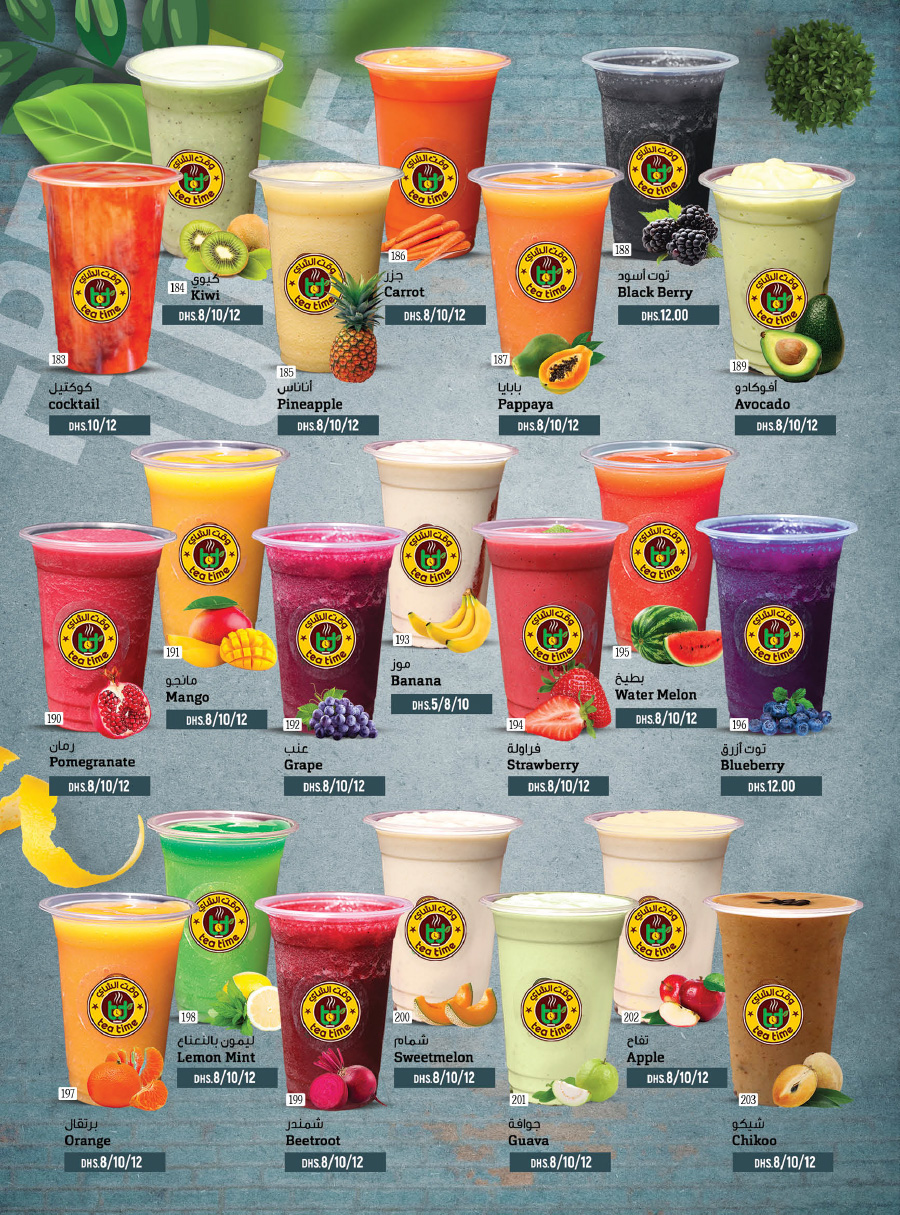 FRESH JUICE
وقت الشاي
tea time
183
كوكتيل
cocktail
DHS.10/12
184
كيوي
Kiwi
DHS.8/10/12
185
أناناس
Pineapple
DHS.8/10/12
186
جزر
Carrot
DHS.8/10/12
187
بابايا
Papaya
DHS.8/10/12
188
توت أسود
Black Berry
DHS.12.00
189
أفوكادو
Avocado
DHS.8/10/12
190
رمان
Pomegranate
DHS.8/10/12
191
مانجو
Mango
DHS.8/10/12
192
عنب
Grape
DHS.8/10/12
193
موز
Banana
DHS.5/8/10
194
فراولة
Strawberry
DHS.8/10/12
195
بطيخ
Water Melon
DHS.8/10/12
196
توت أزرق
Blueberry
DHS.12.00
197
برتقال
Orange
DHS.8/10/12
198
ليمون بالنعناع
Lemon Mint
DHS.8/10/12
199
شمندر
Beetroot
DHS.8/10/12
200
شمام
Sweetmelon
DHS.8/10/12
201
جوافة
Guava
DHS.8/10/12
202
تفاح
Apple
DHS.8/10/12
203
شيكو
Chikoo
DHS.8/10/12